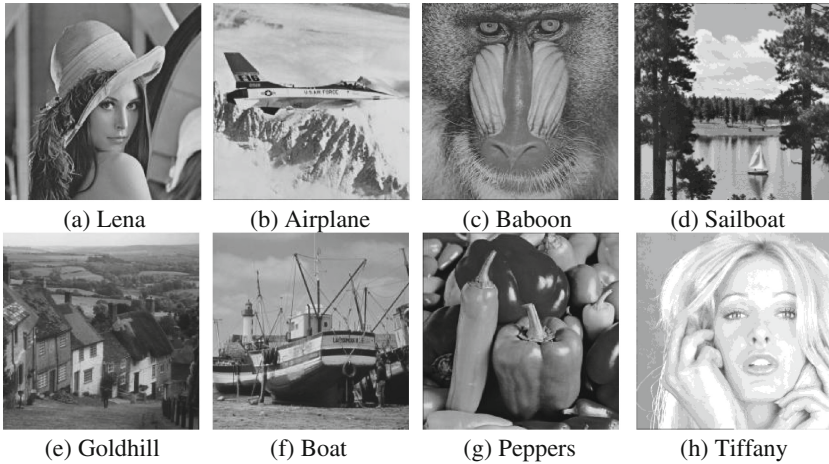 U.S. AIR FORCE
(a) Lena
(b) Airplane
(c) Baboon
(d) Sailboat
(e) Goldhill
(f) Boat
(g) Peppers
(h) Tiffany